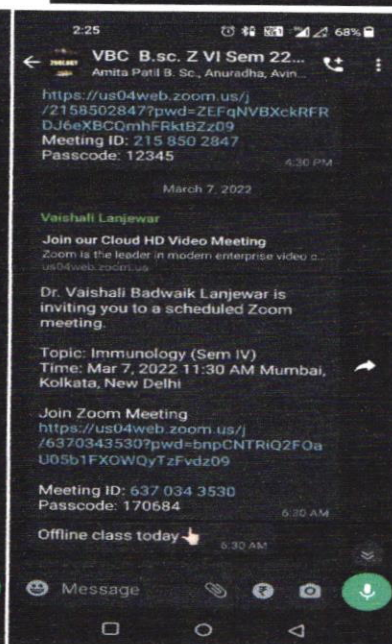 2:25
68%
VBC B.sc. Z VI Sem 22...
Amita Patil B. Sc., Anuradha, Avin...
https://us04web.zoom.us/j
/2158502847?pwd=ZEFqNVBXckRFR
DJ6eXBCQmhFRktBZz09
Meeting ID: 215 850 2847
Passcode: 12345
4:30 PM
March 7, 2022
Vaishali Lanjewar
Join our Cloud HD Video Meeting
Zoom is the leader in modern enterprise video c...
us04web.zoom.us
Dr. Vaishali Badwaik Lanjewar is
inviting you to a scheduled Zoom
meeting.
Topic: Immunology (Sem IV)
Time: Mar 7, 2022 11:30 AM Mumbai,
Kolkata, New Delhi
Join Zoom Meeting
https://us04web.zoom.us/j
/6370343530?pwd=bnpCNTRiQ2FOa
U05b1FXOWQyTzFvdz09
Meeting ID: 637 034 3530
Passcode: 170684
6:30 AM
Offline class today
6:30 AM
Message